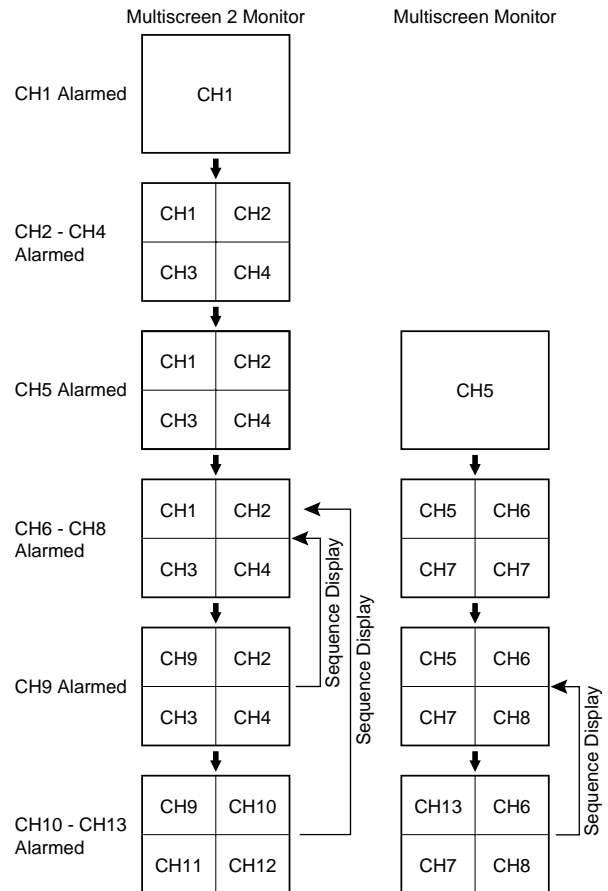 Multiscreen 2 Monitor
Multiscreen Monitor
CH1 Alarmed
CH1
CH2 - CH4
Alarmed
CH1
CH2
CH3
CH4
CH5 Alarmed
CH1
CH2
CH3
CH4
CH5
CH6 - CH8
Alarmed
CH1
CH2
CH3
CH4
CH5
CH6
CH7
CH7
Sequence Display
Sequence Display
CH9 Alarmed
CH9
CH2
CH3
CH4
CH5
CH6
CH7
CH8
Sequence Display
CH10 - CH13
Alarmed
CH9
CH10
CH11
CH12
CH13
CH6
CH7
CH8